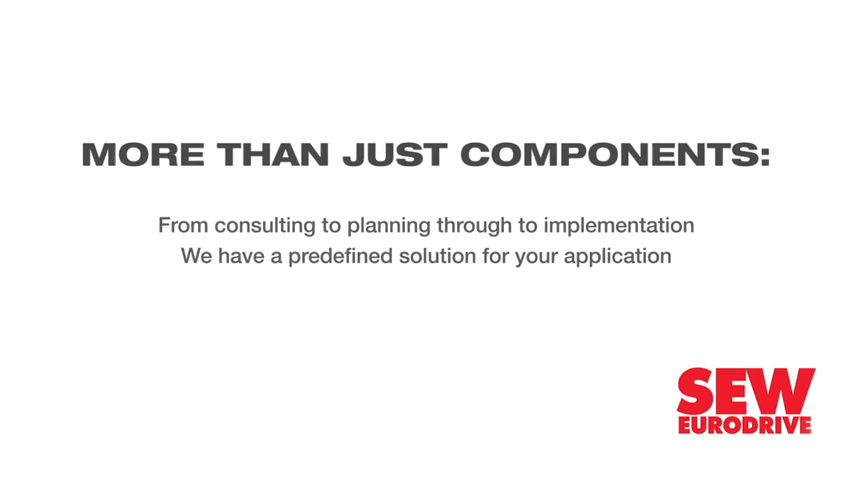 MORE THAN JUST COMPONENTS:
From consulting to planning through to implementation
We have a predefined solution for your application
SEW
EURODRIVE